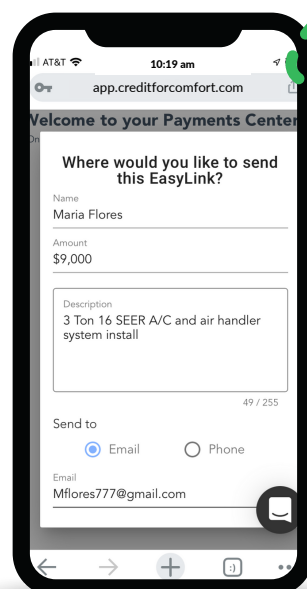 AT&T 10:19 am
app.creditforcomfort.com
Welcome to your Payments Center
Where would you like to send
this EasyLink?
Name
Maria Flores
Amount
$9,000
Description
3 Ton 16 SEER A/C and air handler
system install
49 / 255
Send to
Email Phone
Email
Mflores777@gmail.com
:)